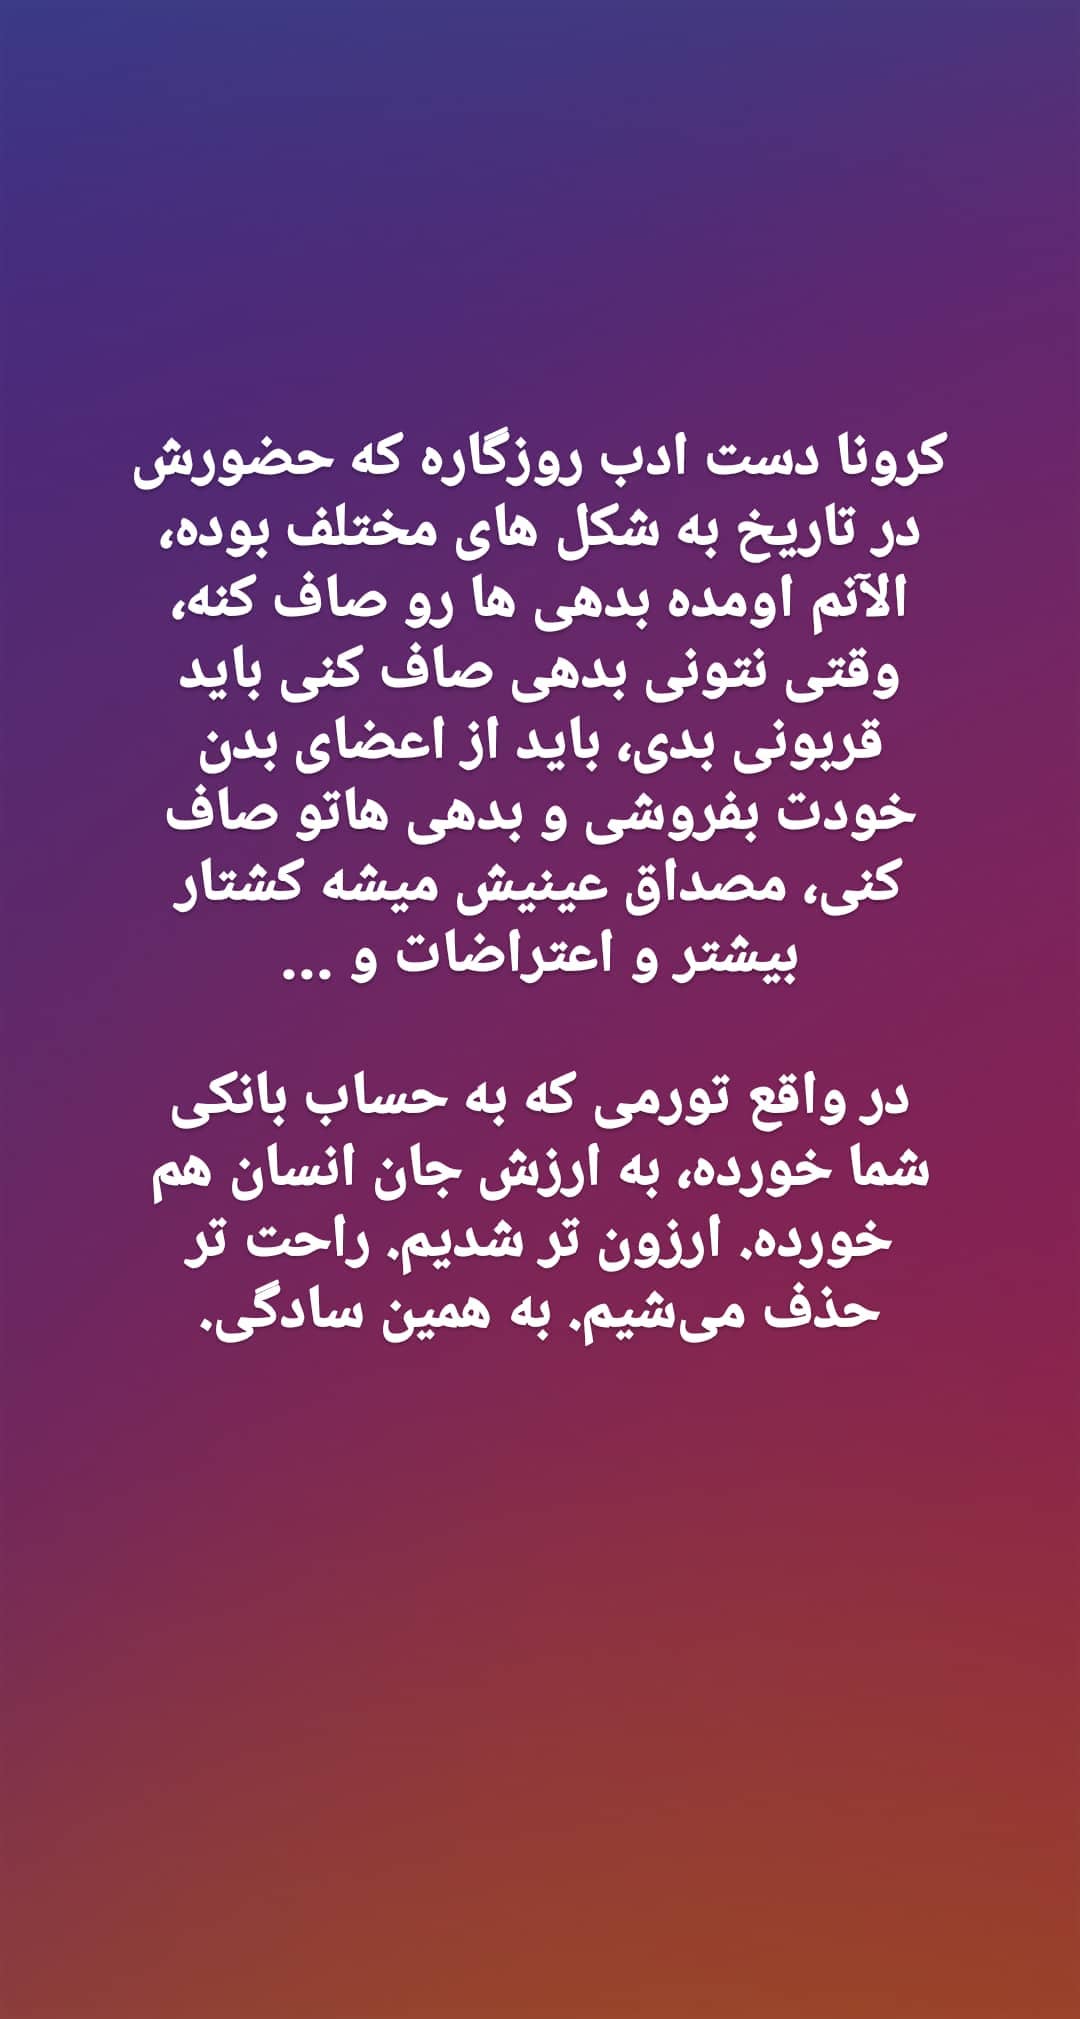 کرونا دست ادب روزگاره که حضورش
در تاریخ به شکل های مختلف بوده،
الآنم اومده بدهی ها رو صاف کنه،
وقتی نتونی بدهی صاف کنی باید
قربونی بدی، باید از اعضای بدن
خودت بفروشی و بدهی هاتو صاف
کنی، مصداق عینیش میشه کشتار
بیشتر و اعتراضات و ...
در واقع تورمی که به حساب بانکی
شما خورده، به ارزش جان انسان هم
خورده. ارزون تر شدیم. راحت تر
حذف می‌شیم. به همین سادگی.